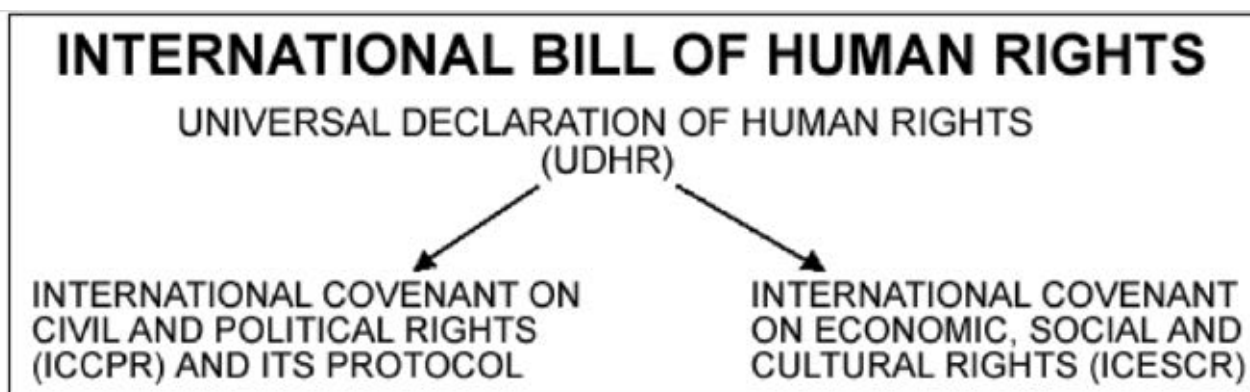 INTERNATIONAL BILL OF HUMAN RIGHTS
UNIVERSAL DECLARATION OF HUMAN RIGHTS
(UDHR)
INTERNATIONAL COVENANT ON
CIVIL AND POLITICAL RIGHTS
(ICCPR) AND ITS PROTOCOL
INTERNATIONAL COVENANT
ON ECONOMIC, SOCIAL AND
CULTURAL RIGHTS (ICESCR)